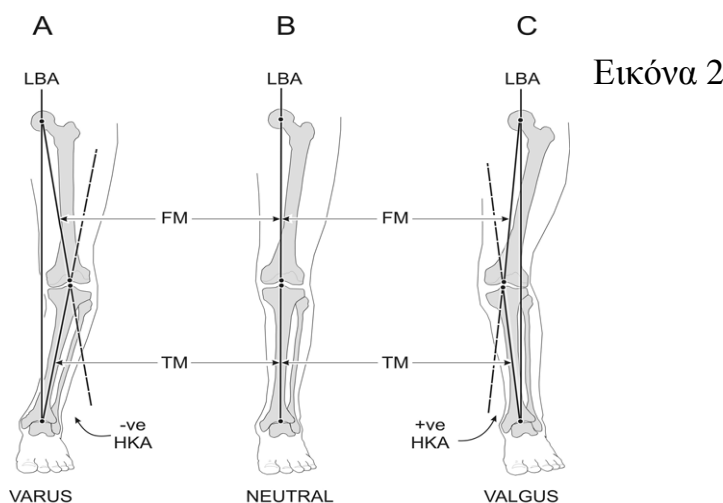 A B C
LBA LBA LBA
Εικόνα 2
FM FM
TM TM
-ve
HKA
+ve
HKA
VARUS NEUTRAL VALGUS